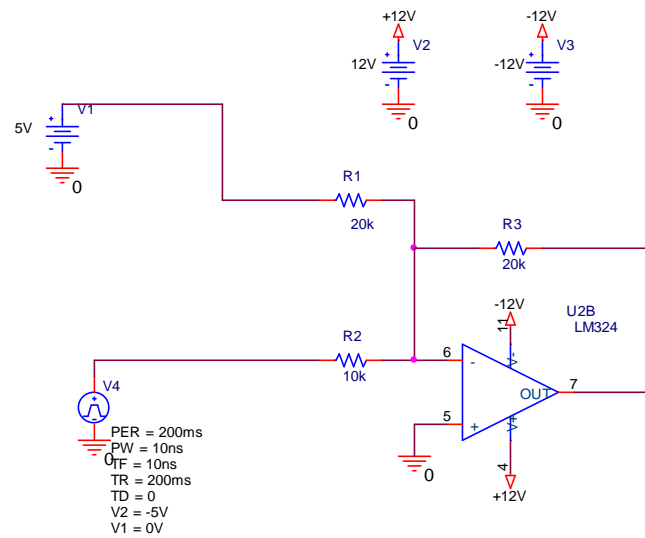 +12V
-12V
V2
V3
12V
-12V
0
0
V1
5V
0
R1
20k
R3
20k
-12V
U2B
LM324
11
R2
10k
6
-
V-
OUT
7
5
+
V+
4
+12V
0
V4
0
PER = 200ms
PW = 10ns
TF = 10ns
TR = 200ms
TD = 0
V2 = -5V
V1 = 0V